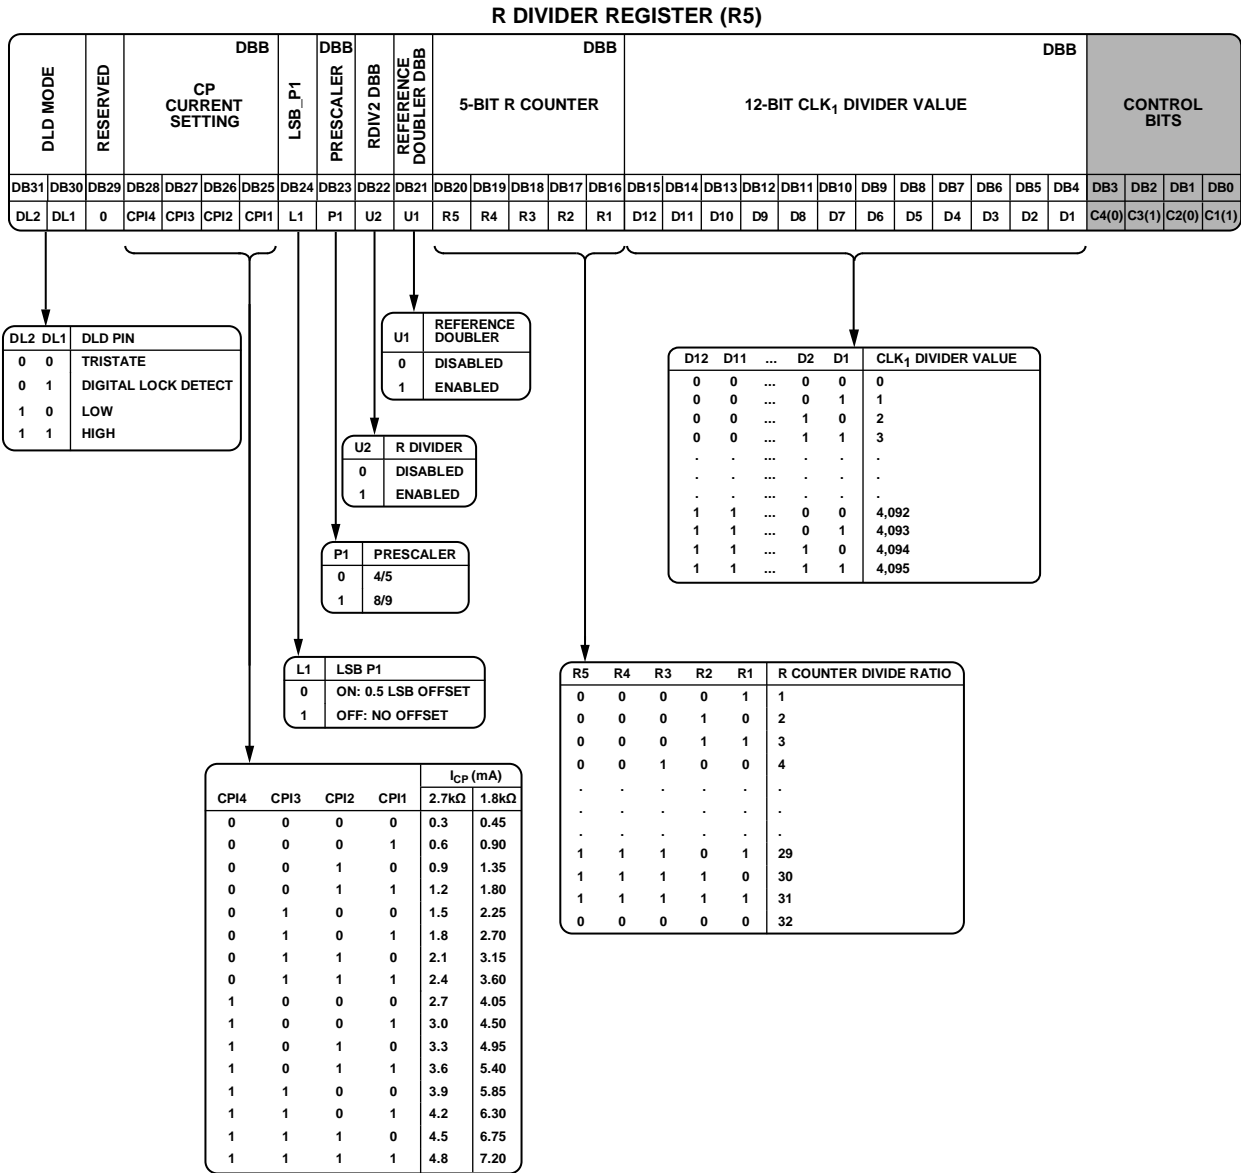 R DIVIDER REGISTER (R5)
DLD MODE
RESERVED
DBB
CP
CURRENT
SETTING
LSB_P1
DBB
PRESCALER
RDIV2 DBB
REFERENCE
DOUBLER DBB
DBB
5-BIT R COUNTER
DBB
12-BIT CLK1 DIVIDER VALUE
CONTROL
BITS
DB31 DB30 DB29 DB28 DB27 DB26 DB25 DB24 DB23 DB22 DB21 DB20 DB19 DB18 DB17 DB16 DB15 DB14 DB13 DB12 DB11 DB10 DB9 DB8 DB7 DB6 DB5 DB4 DB3 DB2 DB1 DB0
DL2 DL1 0 CPI4 CPI3 CPI2 CPI1 L1 P1 U2 U1 R5 R4 R3 R2 R1 D12 D11 D10 D9 D8 D7 D6 D5 D4 D3 D2 D1 C4(0) C3(1) C2(0) C1(1)
DL2 DL1 DLD PIN
0 0 TRISTATE
0 1 DIGITAL LOCK DETECT
1 0 LOW
1 1 HIGH
U1 REFERENCE
DOUBLER
0 DISABLED
1 ENABLED
U2 R DIVIDER
0 DISABLED
1 ENABLED
P1 PRESCALER
0 4/5
1 8/9
L1 LSB P1
0 ON: 0.5 LSB OFFSET
1 OFF: NO OFFSET
D12 D11 ... D2 D1 CLK1 DIVIDER VALUE
0 0 ... 0 0 0
0 0 ... 0 1 1
0 0 ... 1 0 2
0 0 ... 1 1 3
. . ... . . .
. . ... . . .
. . ... . . .
1 1 ... 0 0 4,092
1 1 ... 0 1 4,093
1 1 ... 1 0 4,094
1 1 ... 1 1 4,095
R5 R4 R3 R2 R1 R COUNTER DIVIDE RATIO
0 0 0 0 1 1
0 0 0 1 0 2
0 0 0 1 1 3
0 0 1 0 0 4
. . . . . .
. . . . . .
. . . . . .
1 1 1 0 1 29
1 1 1 1 0 30
1 1 1 1 1 31
0 0 0 0 0 32
ICP (mA)
CPI4 CPI3 CPI2 CPI1 2.7kΩ 1.8kΩ
0 0 0 0 0.3 0.45
0 0 0 1 0.6 0.90
0 0 1 0 0.9 1.35
0 0 1 1 1.2 1.80
0 1 0 0 1.5 2.25
0 1 0 1 1.8 2.70
0 1 1 0 2.1 3.15
0 1 1 1 2.4 3.60
1 0 0 0 2.7 4.05
1 0 0 1 3.0 4.50
1 0 1 0 3.3 4.95
1 0 1 1 3.6 5.40
1 1 0 0 3.9 5.85
1 1 0 1 4.2 6.30
1 1 1 0 4.5 6.75
1 1 1 1 4.8 7.20